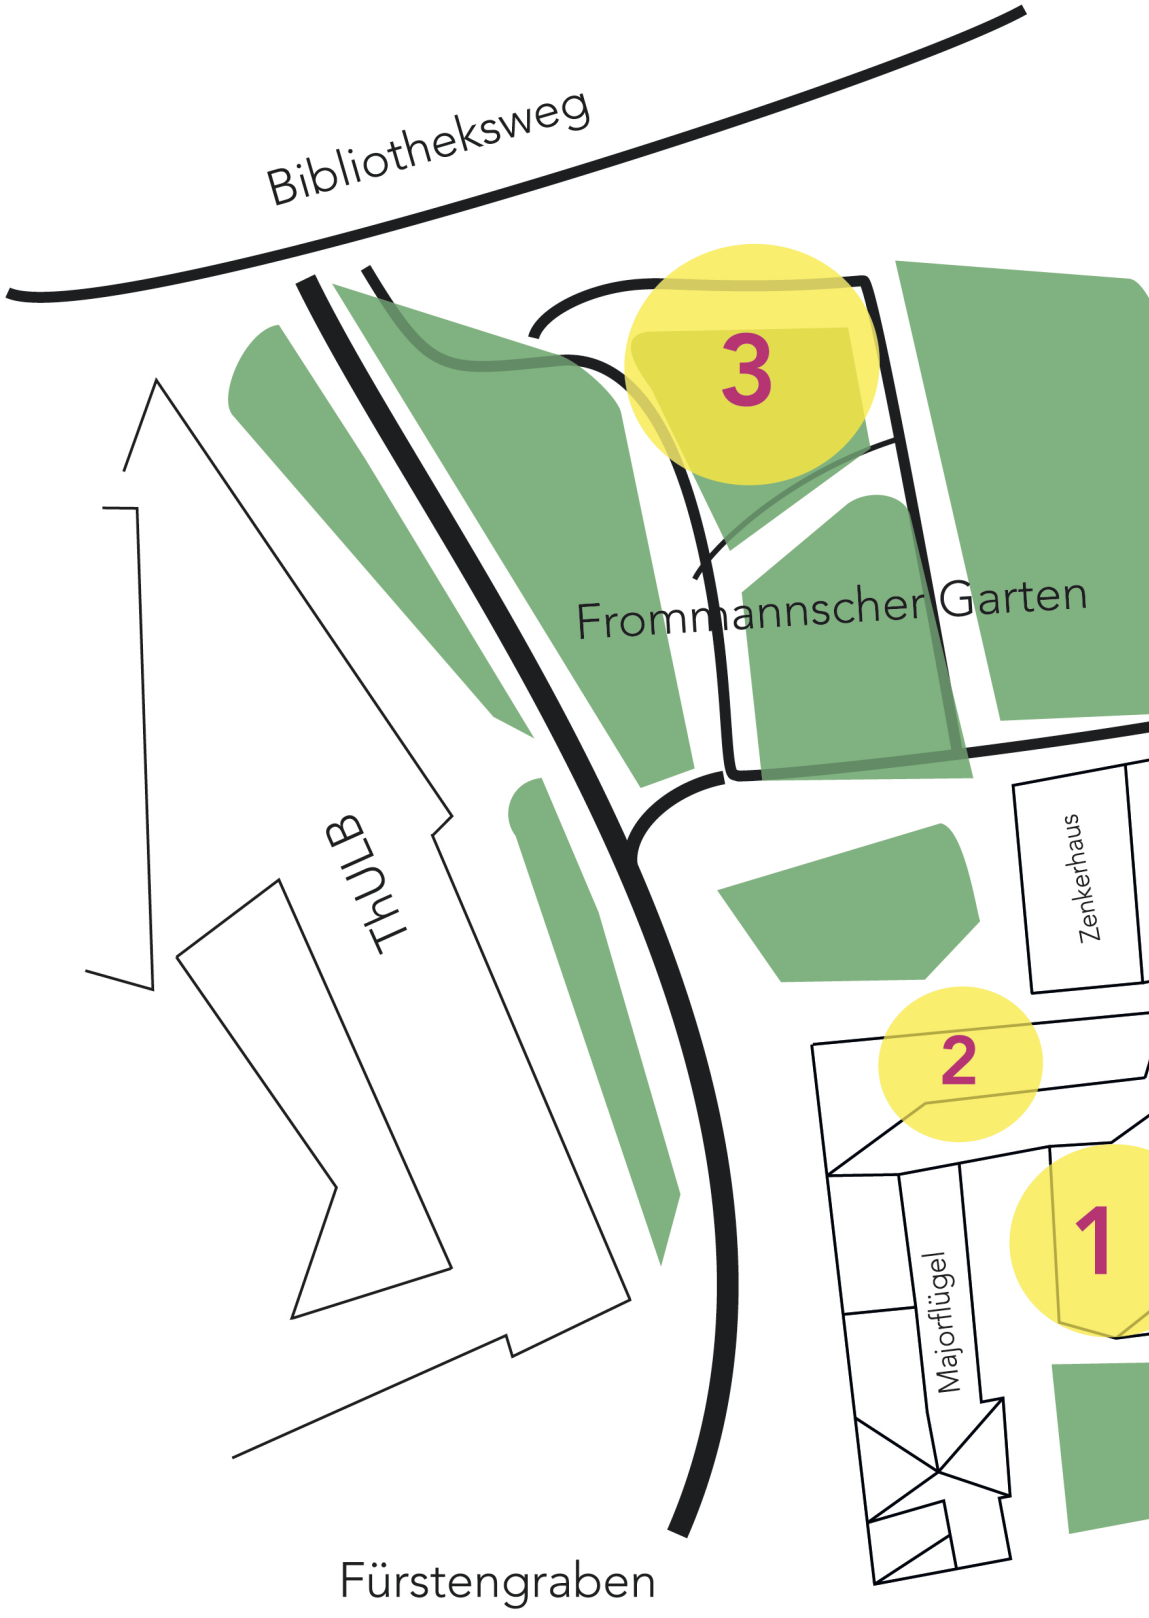 Bibliotheksweg
3
Frommannscher Garten
ThULB
Zenkerhaus
2
1
Majorflügel
Fürstengraben